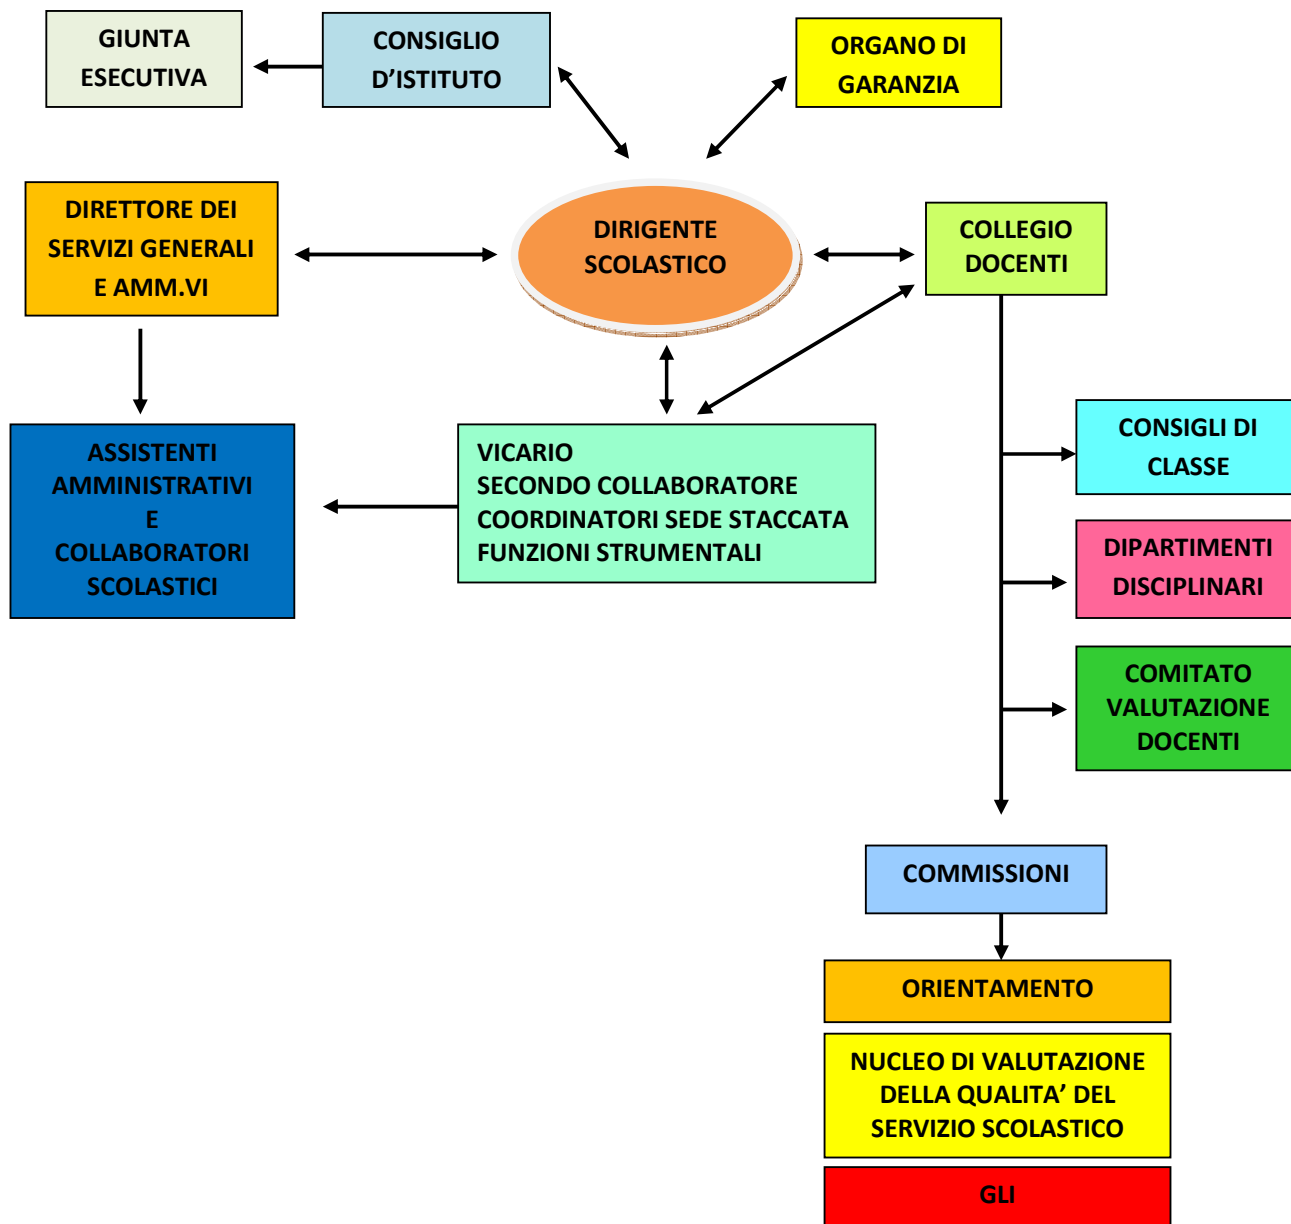 GIUNTA
ESECUTIVA
CONSIGLIO
D’ISTITUTO
ORGANO DI
GARANZIA
DIRETTORE DEI
SERVIZI GENERALI
E AMM.VI
DIRIGENTE
SCOLASTICO
COLLEGIO
DOCENTI
ASSISTENTI
AMMINISTRATIVI
E
COLLABORATORI
SCOLASTICI
VICARIO
SECONDO COLLABORATORE
COORDINATORI SEDE STACCATA
FUNZIONI STRUMENTALI
CONSIGLI DI
CLASSE
DIPARTIMENTI
DISCIPLINARI
COMITATO
VALUTAZIONE
DOCENTI
COMMISSIONI
ORIENTAMENTO
NUCLEO DI VALUTAZIONE
DELLA QUALITA’ DEL
SERVIZIO SCOLASTICO
GLI